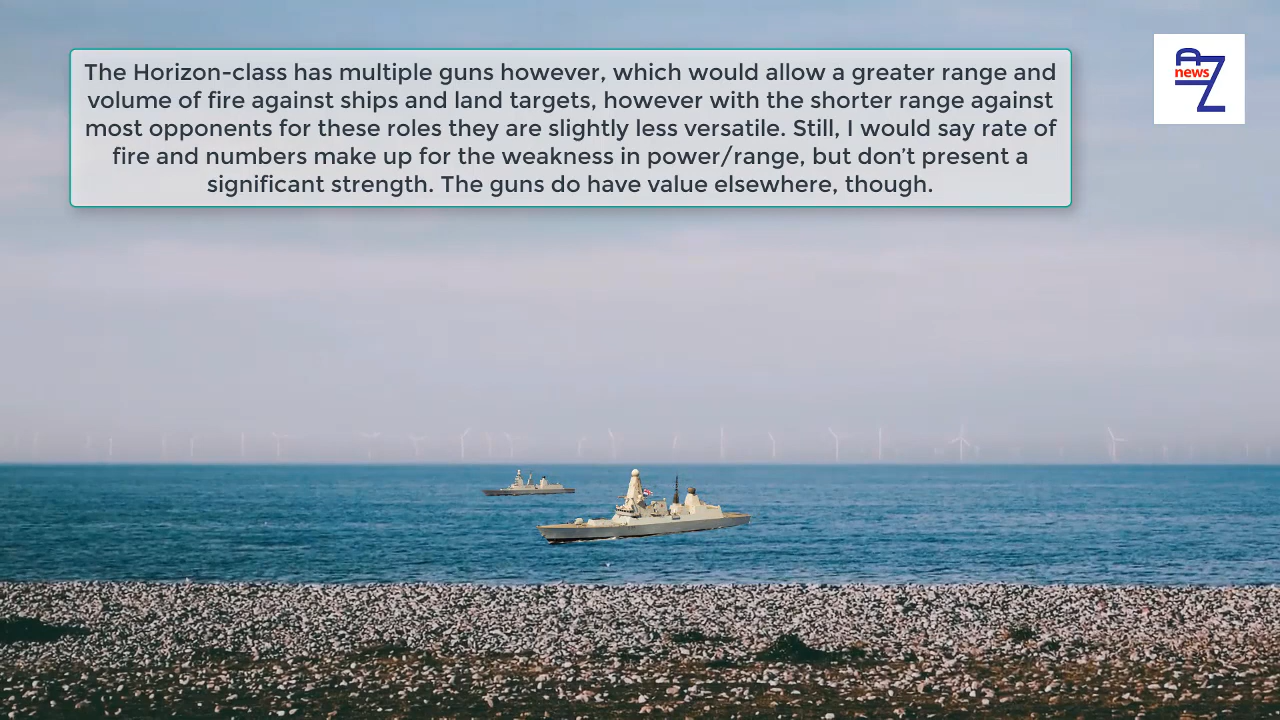 The Horizon-class has multiple guns however, which would allow a greater range and
volume of fire against ships and land targets, however with the shorter range against
most opponents for these roles they are slightly less versatile. Still, I would say rate of
fire and numbers make up for the weakness in power/range, but don't present a
significant strength. The guns do have value elsewhere, though.
A
news
Z